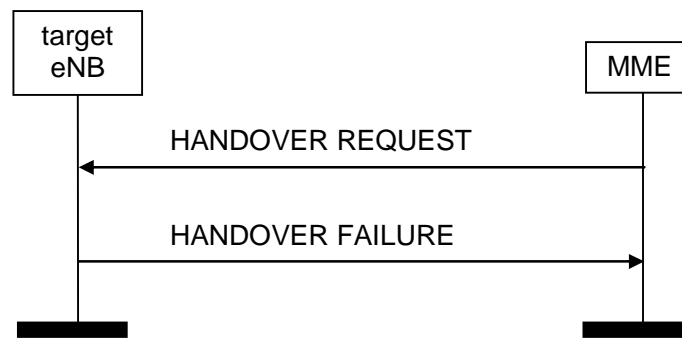 target
eNB
MME
HANDOVER REQUEST
HANDOVER FAILURE